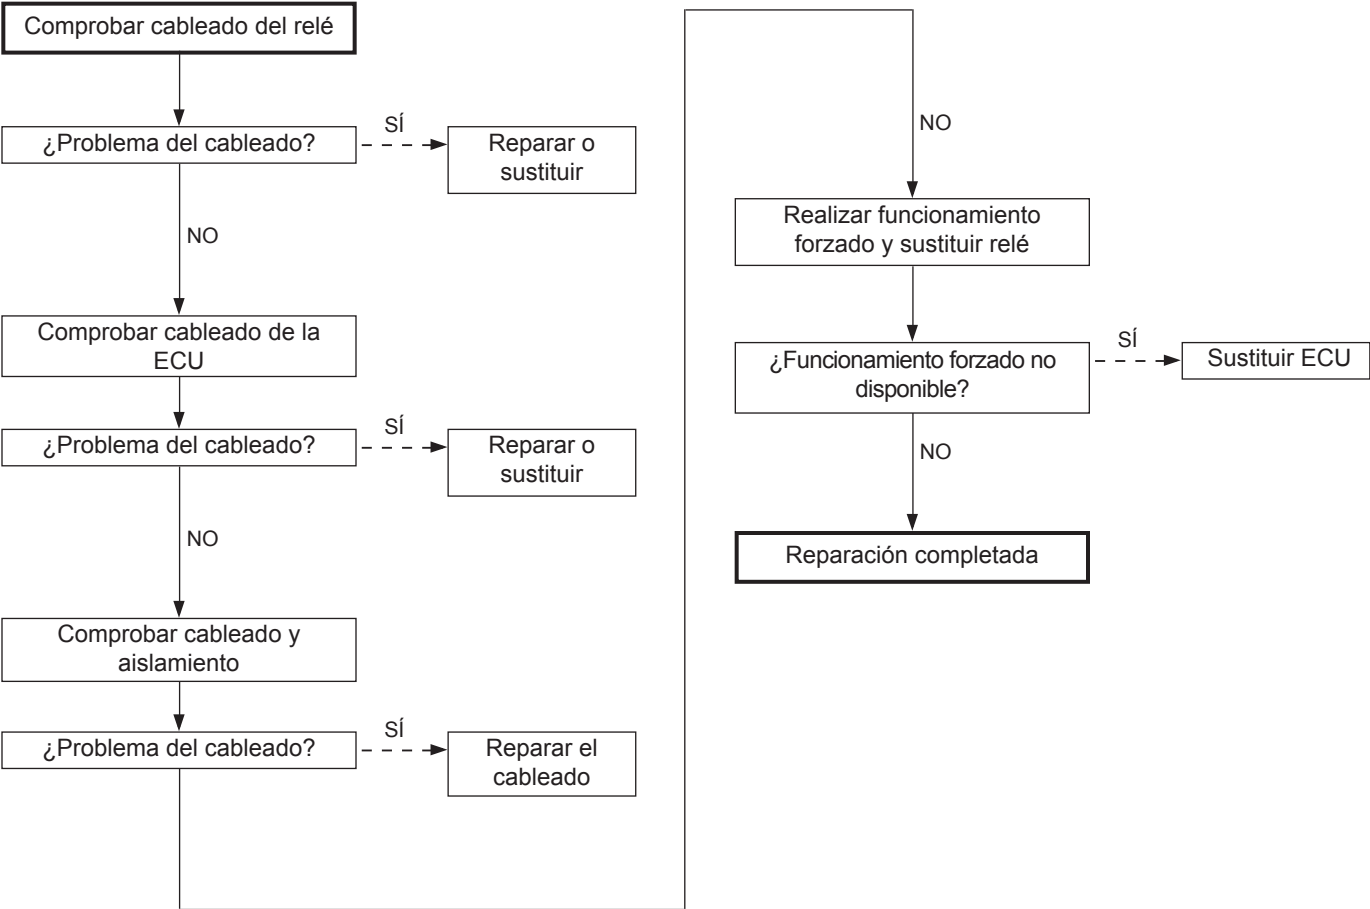 Comprobar cableado del relé
¿Problema del cableado?
SÍ
Reparar o
sustituir
NO
Comprobar cableado de la
ECU
¿Problema del cableado?
SÍ
Reparar o
sustituir
NO
Comprobar cableado y
aislamiento
¿Problema del cableado?
SÍ
Reparar el
cableado
NO
Realizar funcionamiento
forzado y sustituir relé
¿Funcionamiento forzado no
disponible?
SÍ
Sustituir ECU
NO
Reparación completada